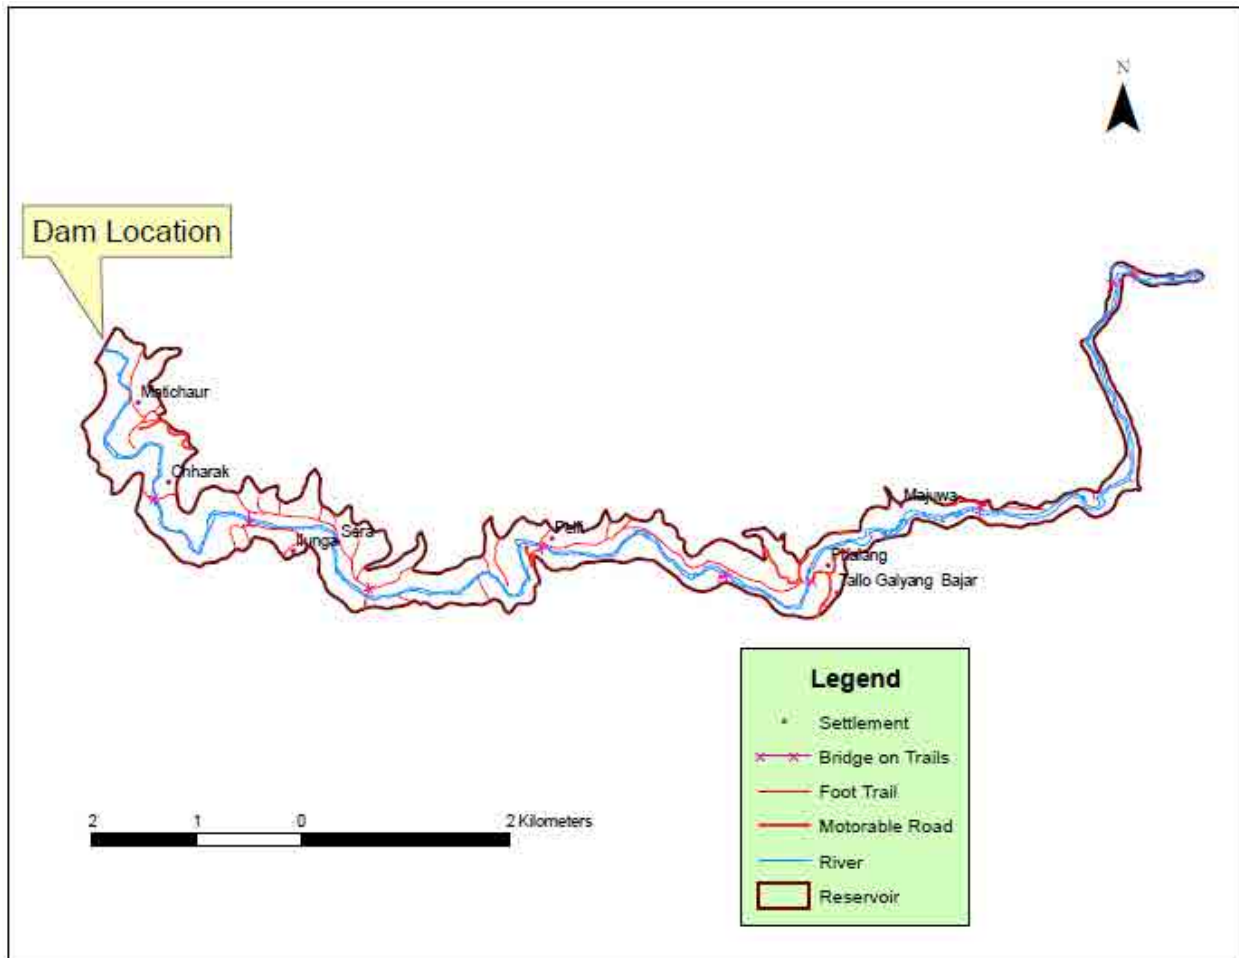 N
Dam Location
Matichaur
Chharak
Majuwa
Sera
Ilunga
Phalang
Tallo Galyang Bajar
Legend
Settlement
Bridge on Trails
Foot Trail
Motorable Road
River
Reservoir
2 1 0 2 Kilometers